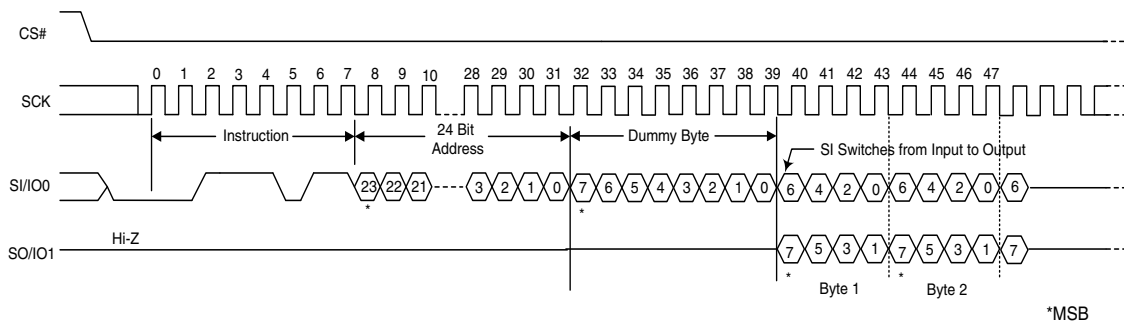 CS#
0 1 2 3 4 5 6 7 8 9 10 28 29 30 31 32 33 34 35 36 37 38 39 40 41 42 43 44 45 46 47
SCK
Instruction
24 Bit
Address
Dummy Byte
SI Switches from Input to Output
SI/IO0
23 22 21 3 2 1 0 7 6 5 4 3 2 1 0 6 4 2 0 6 4 2 0 6
* *
Hi-Z
SO/IO1
7 5 3 1 7 5 3 1 7
* *
Byte 1 Byte 2
*MSB